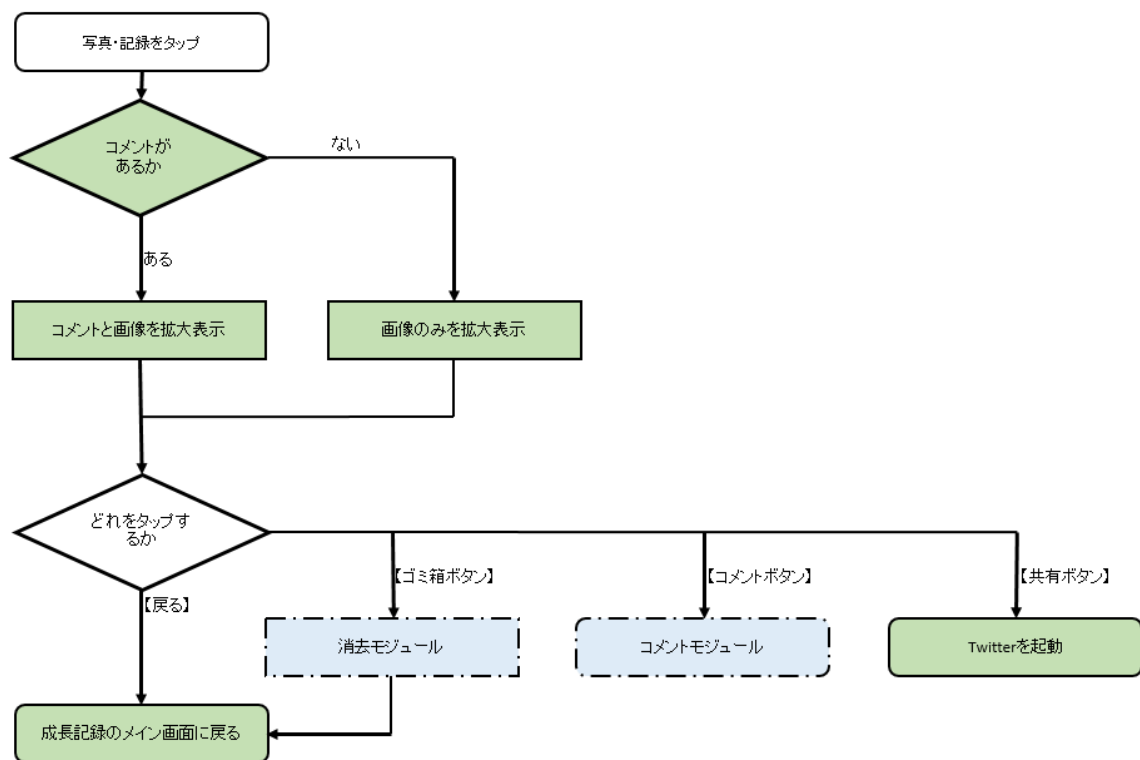 写真・記録をタップ
コメントが
あるか
ない
ある
コメントと画像を拡大表示
画像のみを拡大表示
どれをタップす
るか
【戻る】
【ゴミ箱ボタン】
【コメントボタン】
【共有ボタン】
消去モジュール
コメントモジュール
Twitterを起動
成長記録のメイン画面に戻る